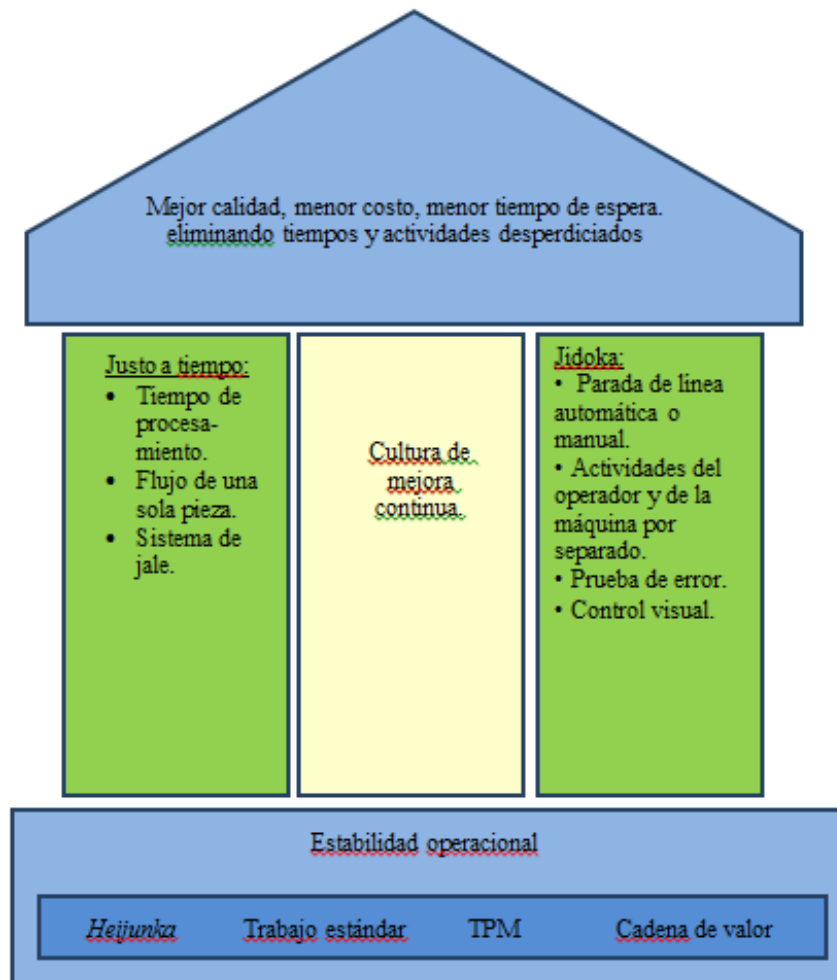 Mejor calidad, menor costo, menor tiempo de espera.
eliminando tiempos y actividades desperdiciados
Justo a tiempo:
• Tiempo de
procesa-
miento.
• Flujo de una
sola pieza.
• Sistema de
jale.
Cultura de
mejora
continua.
Jidoka:
• Parada de línea
automática o
manual.
• Actividades del
operador y de la
máquina por
separado.
• Prueba de error.
• Control visual.
Estabilidad operacional
Heijunka Trabajo estándar TPM Cadena de valor